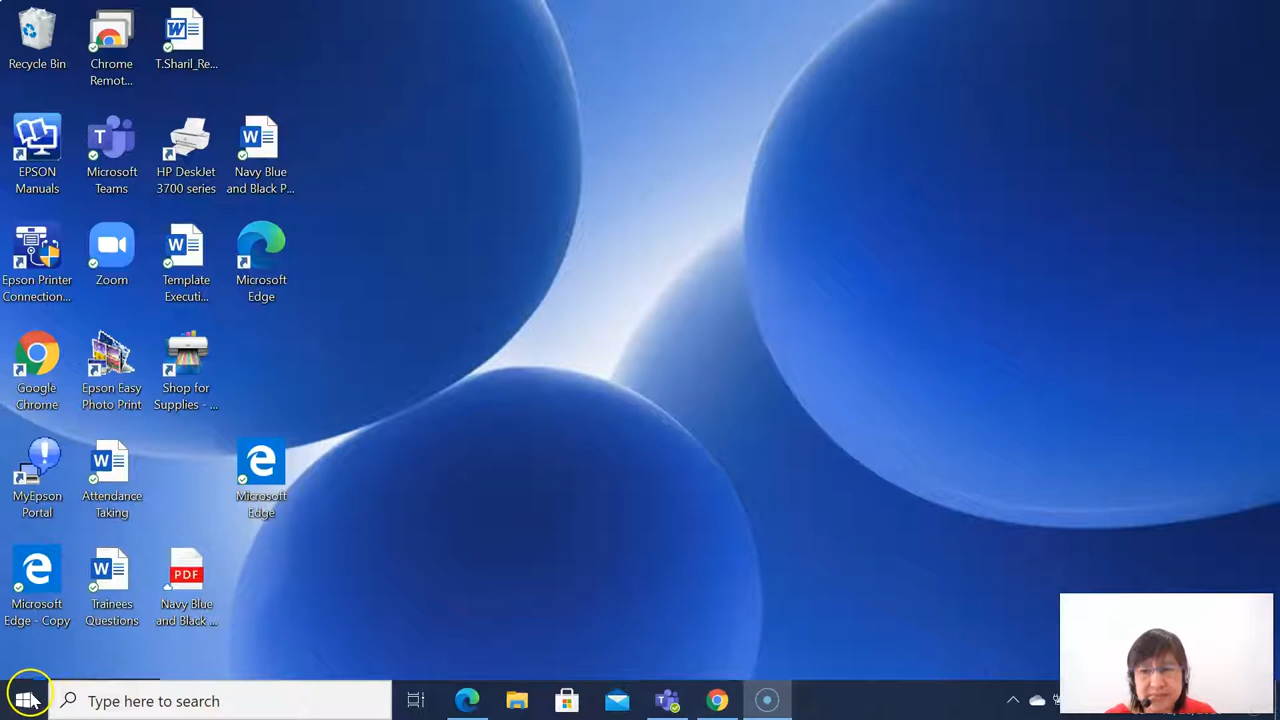 Recycle Bin
Chrome
Remot...
T.Sharil_Re...
EPSON
Manuals
Microsoft
Teams
HP DeskJet
3700 series
Navy Blue
and Black P...
Epson Printer
Connection...
Zoom
Template
Executi...
Microsoft
Edge
Google
Chrome
Epson Easy
Photo Print
Shop for
Supplies - ...
MyEpson
Portal
Attendance
Taking
Microsoft
Edge
Microsoft
Edge - Copy
Trainees
Questions
PDF
Navy Blue
and Black ...
Type here to search